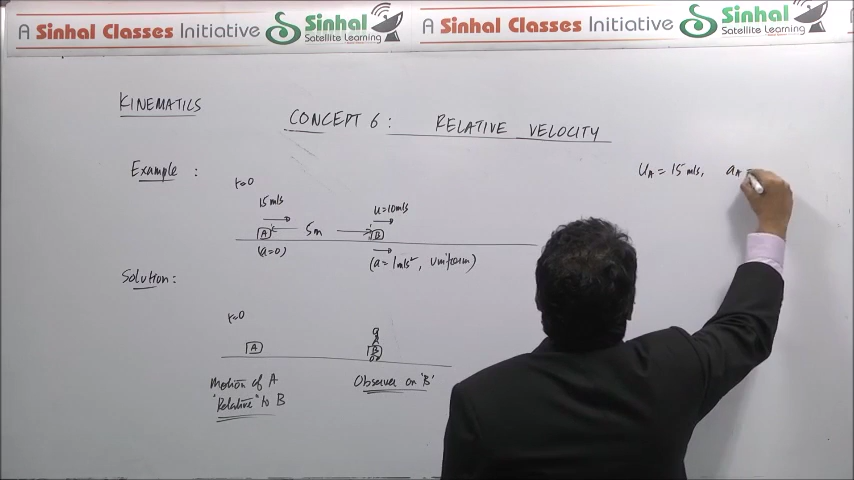 A Sinhal Classes Initiative Sinhal Satellite Learning A Sinhal Classes Initiative Sinhal Satellite Learning
KINEMATICS
CONCEPT 6 : RELATIVE VELOCITY
Example :
t=0
15 m/s
u=10m/s
A 5m B
(a=0)
(a=1m/s², uniform)
Solution:
t=0
A
B
Motion of A
"Relative" to B
Observer on 'B'
u_A = 15 m/s, a_A =